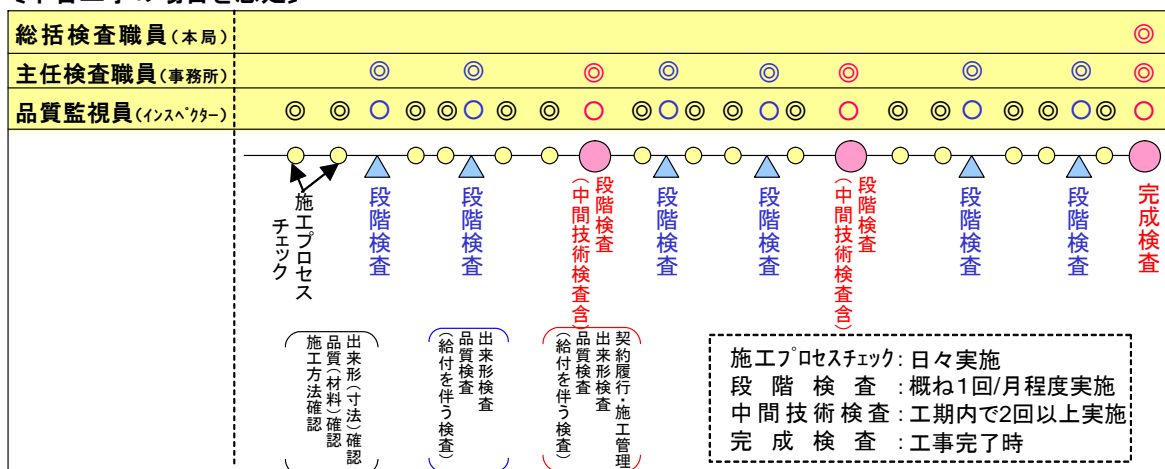 総括検査職員(本局)
主任検査職員(事務所)
品質監視員(ｲﾝｽﾍﾟｸﾀｰ)
施工プロセス
チェック
段階検査
段階検査
段階検査
(中間技術検査含)
段階検査
段階検査
段階検査
(中間技術検査含)
段階検査
段階検査
完成検査
出来形(寸法)確認
品質(材料)確認
施工方法確認
出来形検査
品質検査
(給付を伴う検査)
契約履行・施工管理
出来形検査
品質検査
(給付を伴う検査)
施工ﾌﾟﾛｾｽﾁｪｯｸ：日々実施
段階検査：概ね1回/月程度実施
中間技術検査：工期内で2回以上実施
完成検査：工事完了時